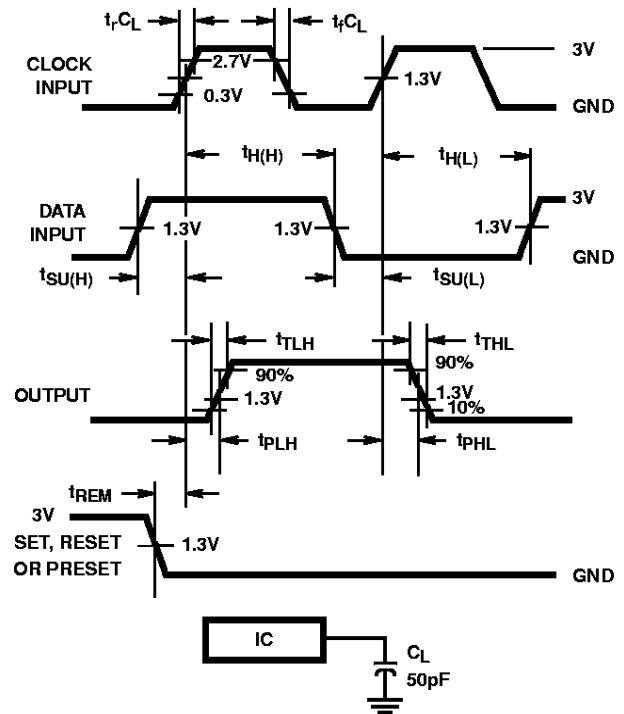 trCL tfCL
CLOCK INPUT
2.7V
0.3V
1.3V
3V
GND
tH(H) tH(L)
DATA INPUT
1.3V 1.3V 1.3V
3V
GND
tSU(H) tSU(L)
tTLH tTHL
OUTPUT
90% 90%
1.3V 1.3V
10%
tPLH tPHL
tREM
3V
SET, RESET
OR PRESET
1.3V
GND
IC
CL
50pF